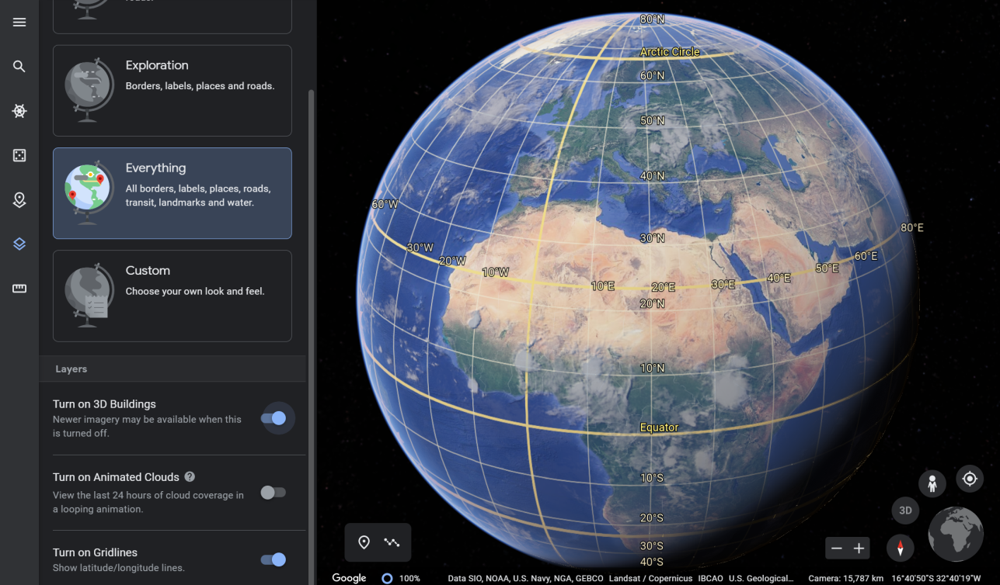 Exploration
Borders, labels, places and roads.
Everything
All borders, labels, places, roads,
transit, landmarks and water.
Custom
Choose your own look and feel.
Layers
Turn on 3D Buildings
Newer imagery may be available when this
is turned off.
Turn on Animated Clouds ?
View the last 24 hours of cloud coverage in
a looping animation.
Turn on Gridlines
Show latitude/longitude lines.
80°N
Arctic Circle
60°N
50°N
40°N
60°W
80°E
30°N
30°W
60°E
20°W
50°E
10°W
40°E
10°E
20°E
30°E
20°N
10°N
Equator
10°S
20°S
30°S
40°S
3D
Google
100%
Data SIO, NOAA, U.S. Navy, NGA, GEBCO Landsat / Copernicus IBCAO U.S. Geological...
Camera: 15,787 km 16°40'50"S 32°40'19"W